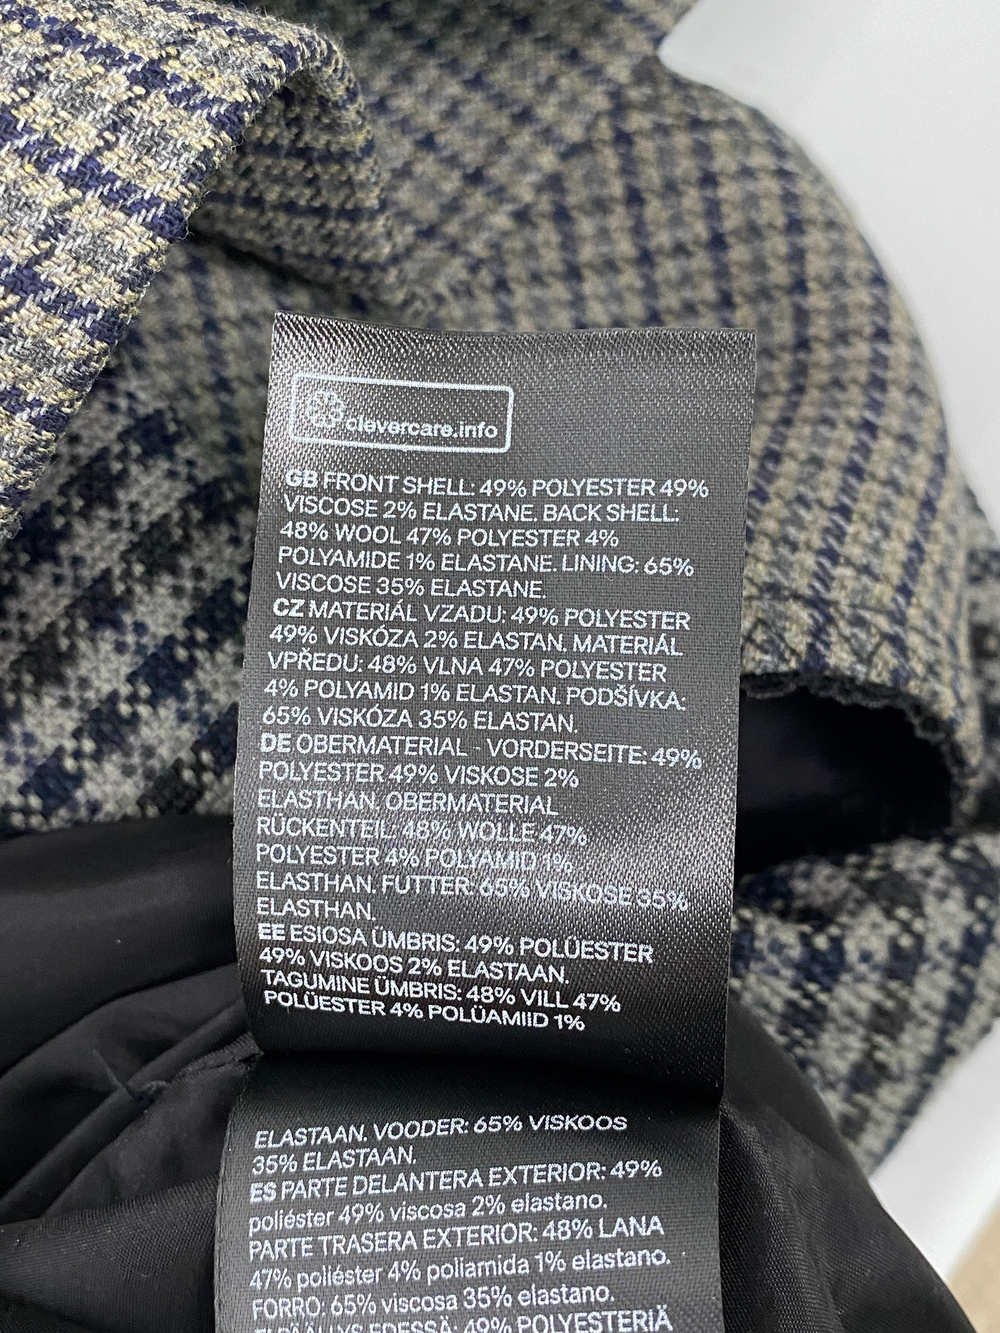 clevercare.info
GB FRONT SHELL: 49% POLYESTER 49%
VISCOSE 2% ELASTANE. BACK SHELL:
48% WOOL 47% POLYESTER 4%
POLYAMIDE 1% ELASTANE. LINING: 65%
VISCOSE 35% ELASTANE.
CZ MATERIÁL VZADU: 49% POLYESTER
49% VISKÓZA 2% ELASTAN. MATERIÁL
VPŘEDU: 48% VLNA 47% POLYESTER
4% POLYAMID 1% ELASTAN. PODŠÍVKA:
65% VISKÓZA 35% ELASTAN.
DE OBERMATERIAL - VORDERSEITE: 49%
POLYESTER 49% VISKOSE 2%
ELASTHAN. OBERMATERIAL
RÜCKENTEIL: 48% WOLLE 47%
POLYESTER 4% POLYAMID 1%
ELASTHAN. FUTTER: 65% VISKOSE 35%
ELASTHAN.
EE ESIOSA ÜMBRIS: 49% POLÜESTER
49% VISKOOS 2% ELASTAAN.
TAGUMINE ÜMBRIS: 48% VILL 47%
POLÜESTER 4% POLÜAMIID 1%
ELASTAAN. VOODER: 65% VISKOOS
35% ELASTAAN.
ES PARTE DELANTERA EXTERIOR: 49%
poliéster 49% viscosa 2% elastano.
PARTE TRASERA EXTERIOR: 48% LANA
47% poliéster 4% poliamida 1% elastano.
FORRO: 65% viscosa 35% elastano.
EDESSÄ: 49% POLYESTERIÄ